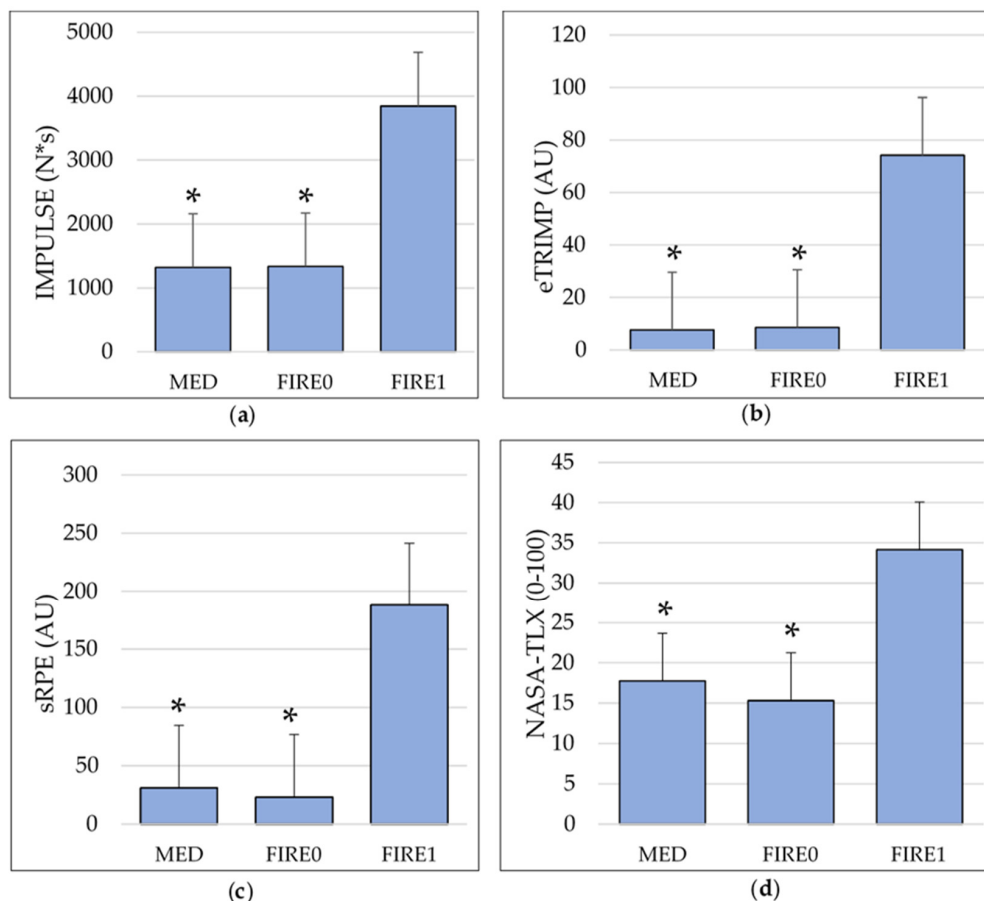 IMPULSE (N*s)
5000
4000
3000
2000
1000
0
*
*
MED
FIRE0
FIRE1
(a)
eTRIMP (AU)
120
100
80
60
40
20
0
*
*
MED
FIRE0
FIRE1
(b)
sRPE (AU)
300
250
200
150
100
50
0
*
*
MED
FIRE0
FIRE1
(c)
NASA-TLX (0-100)
45
40
35
30
25
20
15
10
5
0
*
*
MED
FIRE0
FIRE1
(d)